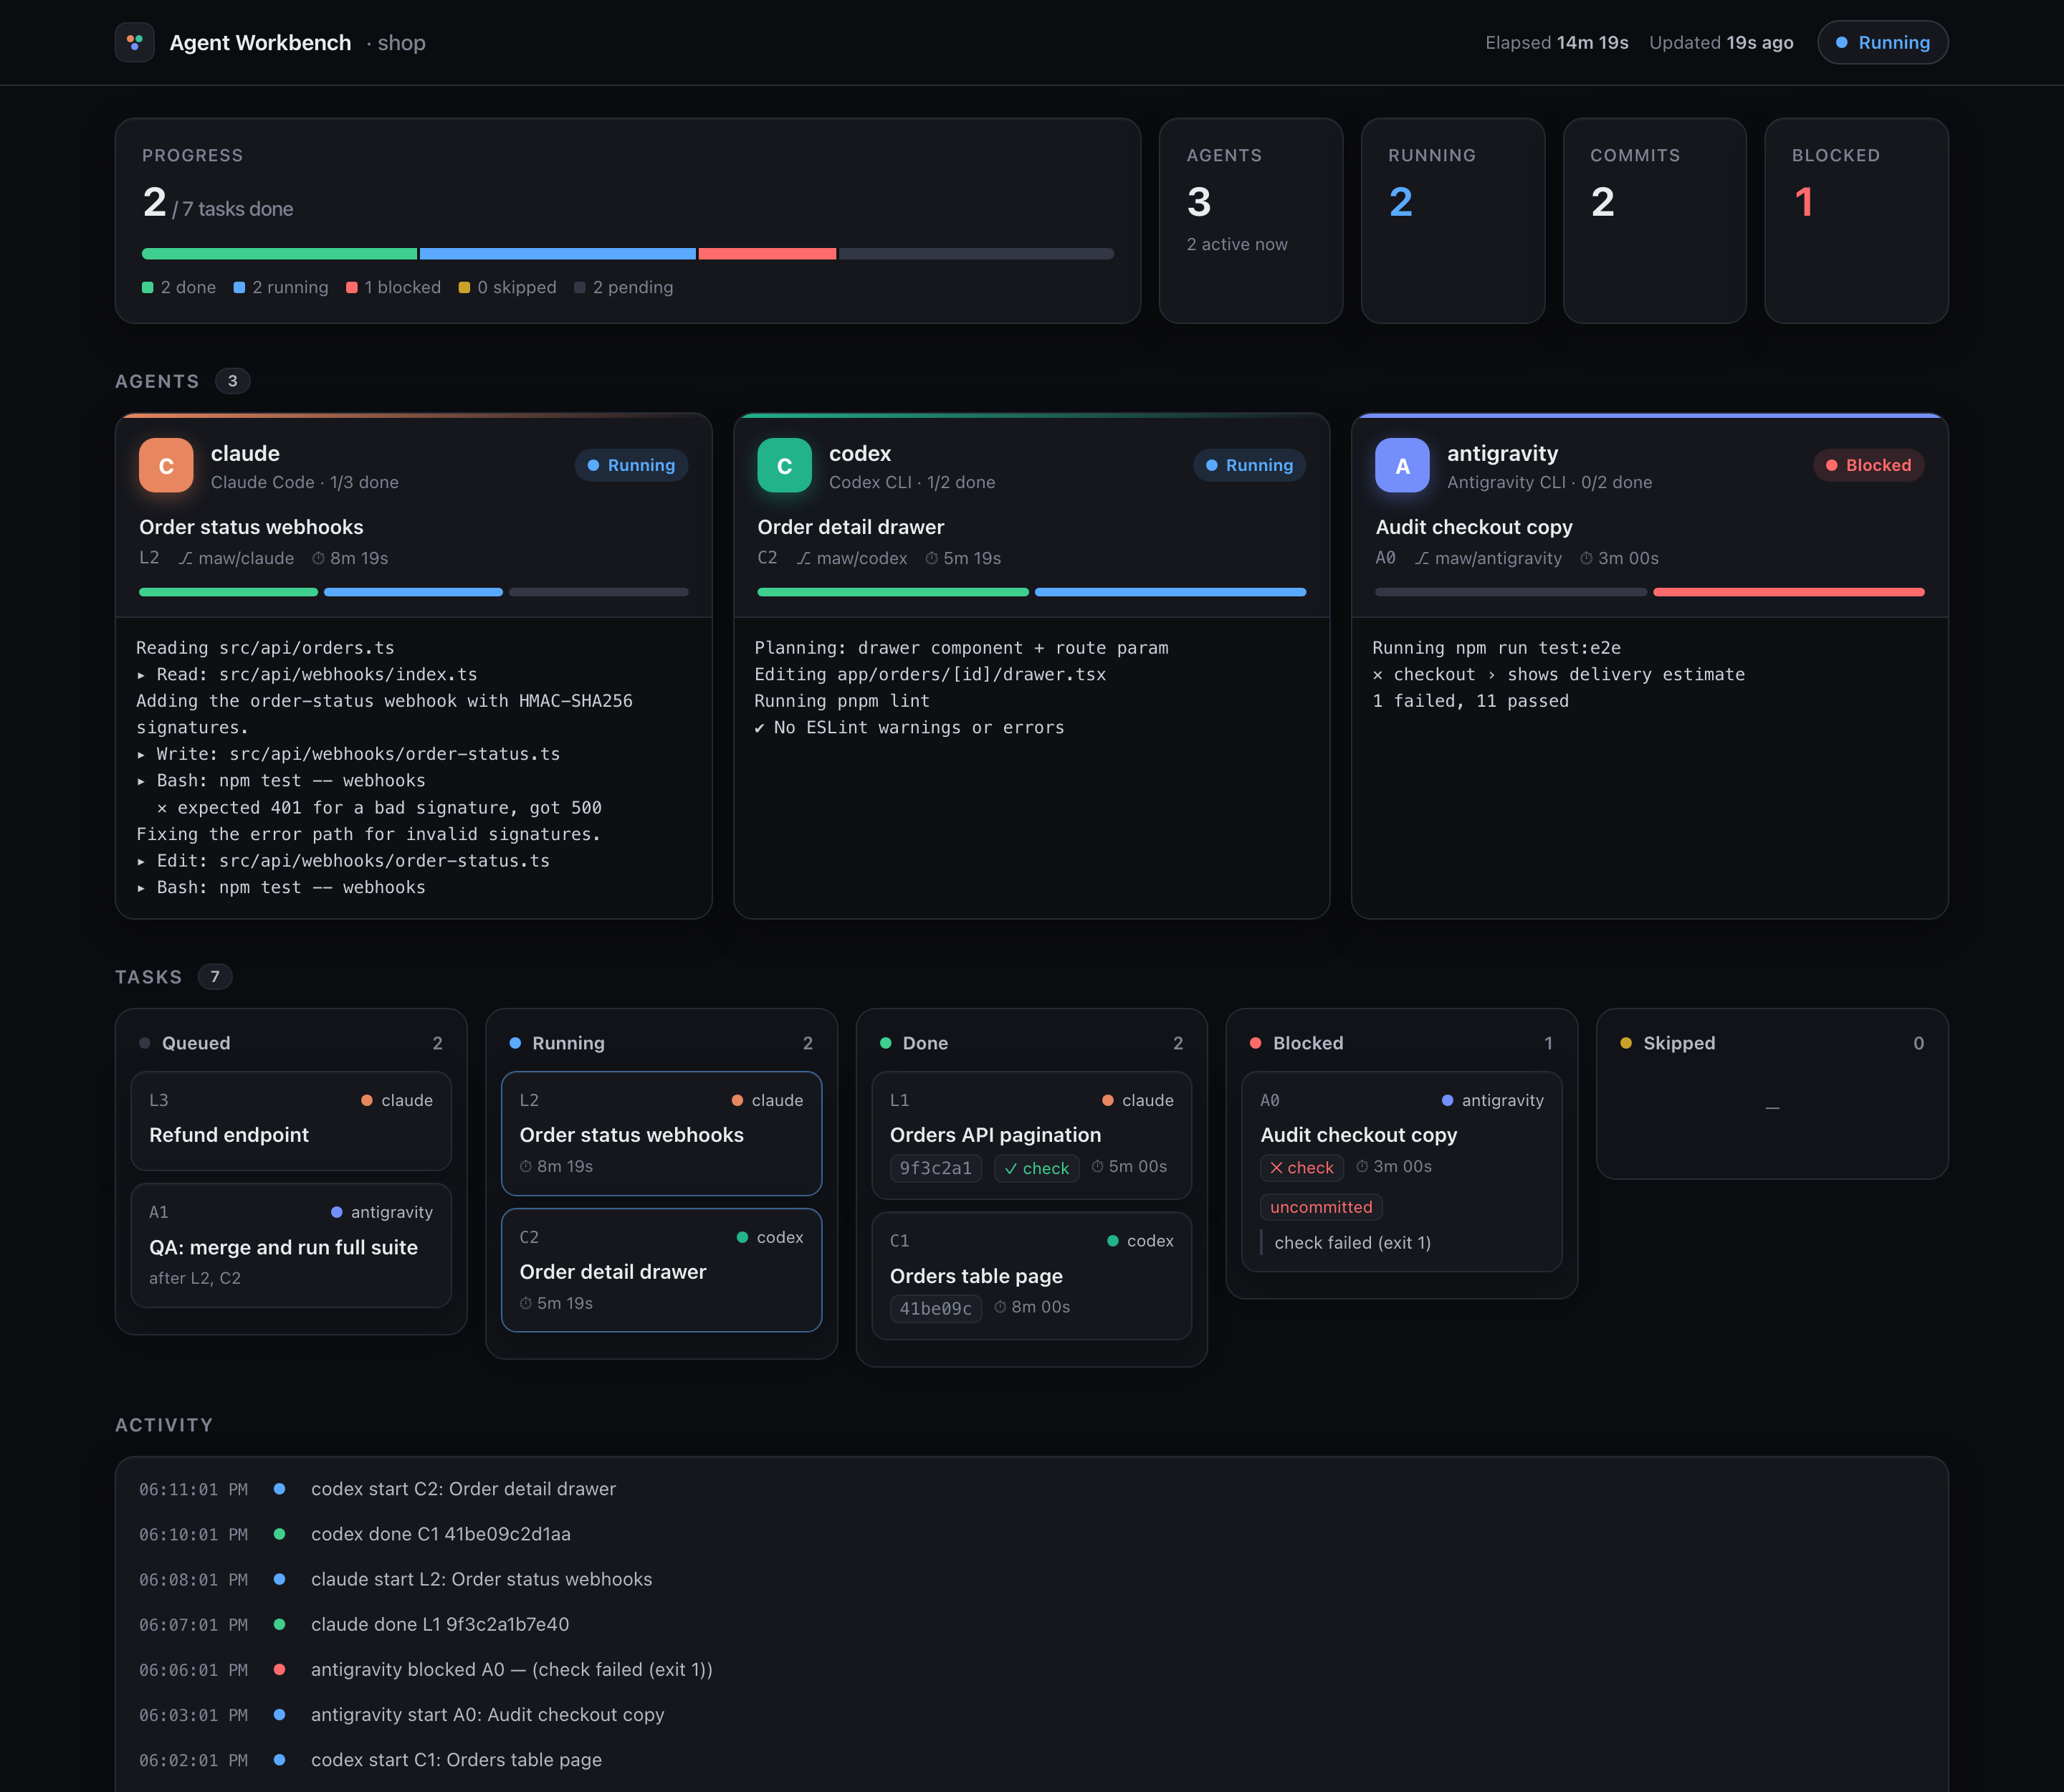 Agent Workbench · shop
Elapsed 14m 19s Updated 19s ago Running
PROGRESS
2 / 7 tasks done
2 done 2 running 1 blocked 0 skipped 2 pending
AGENTS
3
2 active now
RUNNING
2
COMMITS
2
BLOCKED
1
AGENTS 3
C claude Running
Claude Code · 1/3 done
Order status webhooks
L2 maw/claude ⏱ 8m 19s
Reading src/api/orders.ts
▸ Read: src/api/webhooks/index.ts
Adding the order-status webhook with HMAC-SHA256
signatures.
▸ Write: src/api/webhooks/order-status.ts
▸ Bash: npm test -- webhooks
× expected 401 for a bad signature, got 500
Fixing the error path for invalid signatures.
▸ Edit: src/api/webhooks/order-status.ts
▸ Bash: npm test -- webhooks
C codex Running
Codex CLI · 1/2 done
Order detail drawer
C2 maw/codex ⏱ 5m 19s
Planning: drawer component + route param
Editing app/orders/[id]/drawer.tsx
Running pnpm lint
✔ No ESLint warnings or errors
A antigravity Blocked
Antigravity CLI · 0/2 done
Audit checkout copy
A0 maw/antigravity ⏱ 3m 00s
Running npm run test:e2e
× checkout › shows delivery estimate
1 failed, 11 passed
TASKS 7
Queued 2
L3 claude
Refund endpoint
A1 antigravity
QA: merge and run full suite
after L2, C2
Running 2
L2 claude
Order status webhooks
⏱ 8m 19s
C2 codex
Order detail drawer
⏱ 5m 19s
Done 2
L1 claude
Orders API pagination
9f3c2a1 ✓ check ⏱ 5m 00s
C1 codex
Orders table page
41be09c ⏱ 8m 00s
Blocked 1
A0 antigravity
Audit checkout copy
✕ check ⏱ 3m 00s
uncommitted
check failed (exit 1)
Skipped 0
—
ACTIVITY
06:11:01 PM codex start C2: Order detail drawer
06:10:01 PM codex done C1 41be09c2d1aa
06:08:01 PM claude start L2: Order status webhooks
06:07:01 PM claude done L1 9f3c2a1b7e40
06:06:01 PM antigravity blocked A0 — (check failed (exit 1))
06:03:01 PM antigravity start A0: Audit checkout copy
06:02:01 PM codex start C1: Orders table page